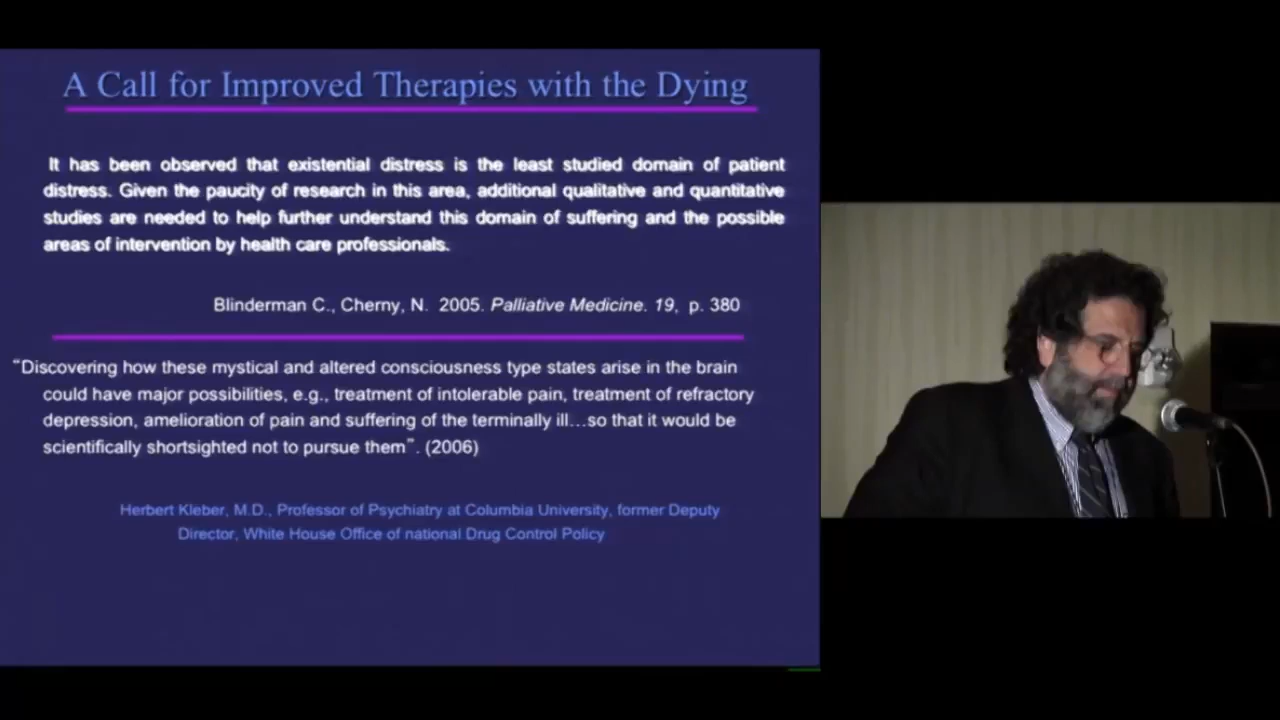 A Call for Improved Therapies with the Dying
It has been observed that existential distress is the least studied domain of patient
distress. Given the paucity of research in this area, additional qualitative and quantitative
studies are needed to help further understand this domain of suffering and the possible
areas of intervention by health care professionals.
Blinderman C., Cherny, N. 2005. Palliative Medicine. 19, p. 380
“Discovering how these mystical and altered consciousness type states arise in the brain
could have major possibilities, e.g., treatment of intolerable pain, treatment of refractory
depression, amelioration of pain and suffering of the terminally ill…so that it would be
scientifically shortsighted not to pursue them”. (2006)
Herbert Kleber, M.D., Professor of Psychiatry at Columbia University, former Deputy
Director, White House Office of national Drug Control Policy